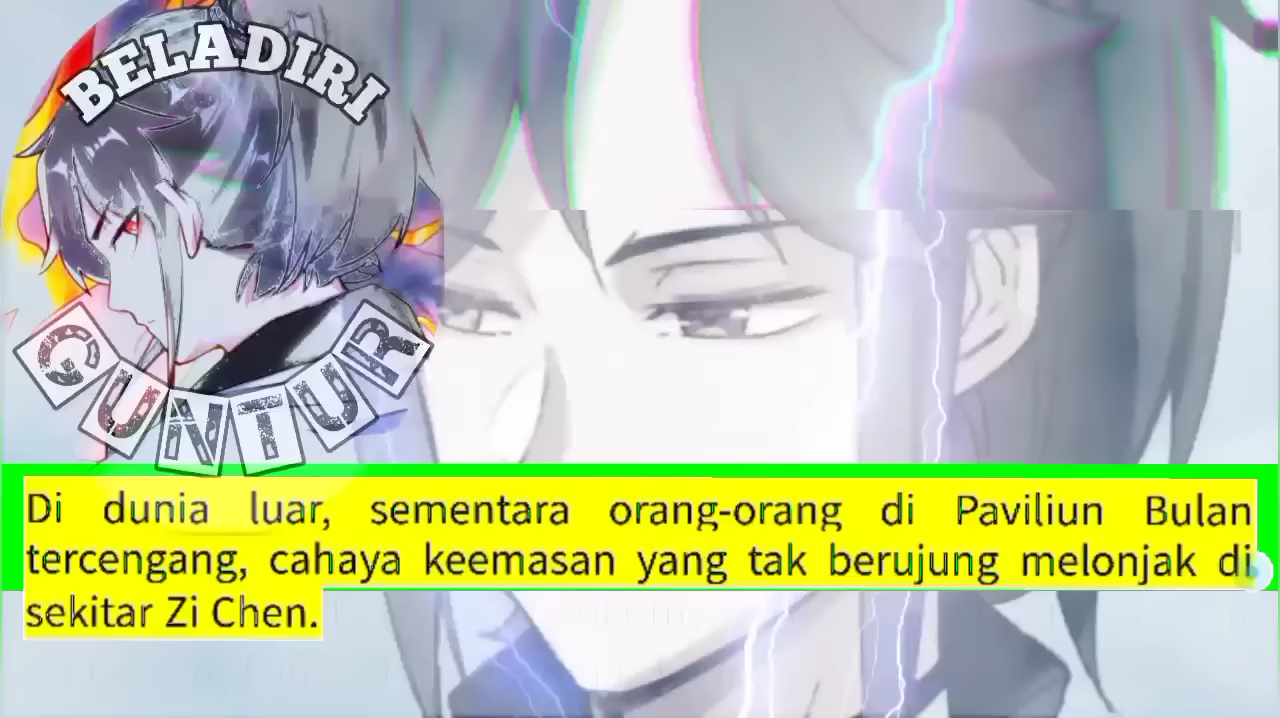 BELADIRI
GUNTUR
Di dunia luar, sementara orang-orang di Paviliun Bulan
tercengang, cahaya keemasan yang tak berujung melonjak di
sekitar Zi Chen.